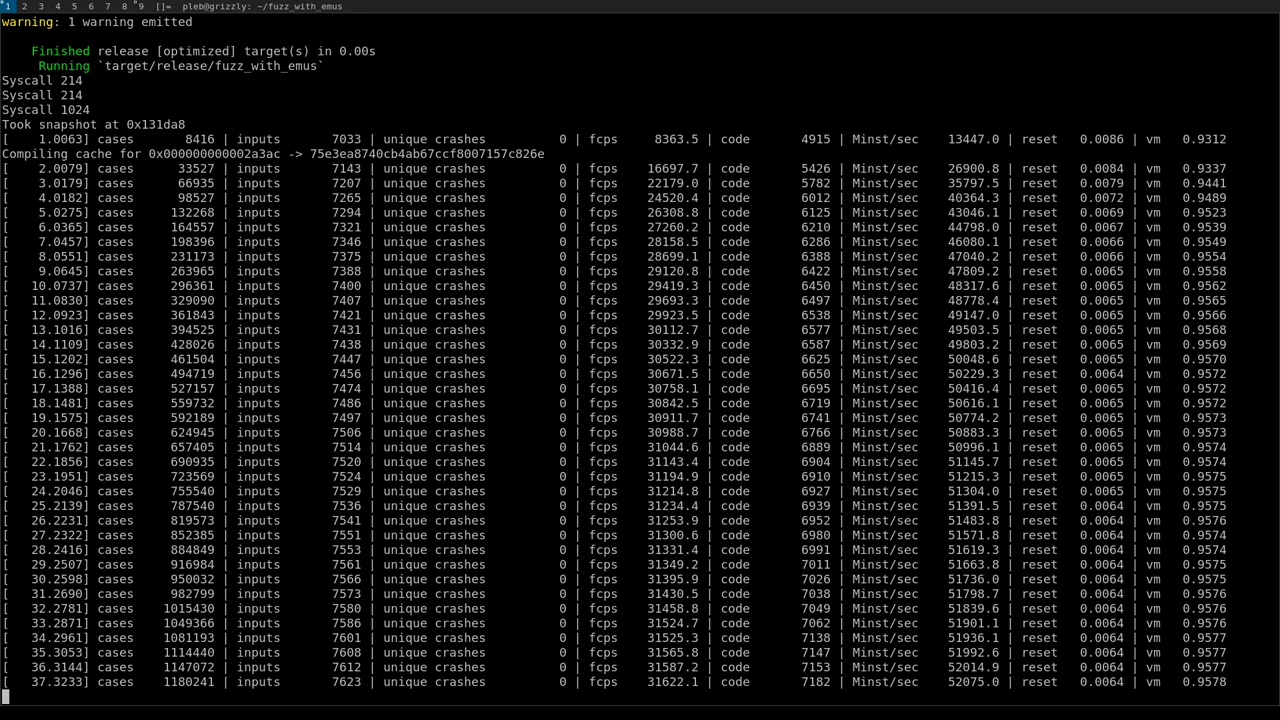 1 2 3 4 5 6 7 8 9 []= pleb@grizzly: ~/fuzz_with_emus
warning: 1 warning emitted
Finished release [optimized] target(s) in 0.00s
Running `target/release/fuzz_with_emus`
Syscall 214
Syscall 214
Syscall 1024
Took snapshot at 0x131da8
[ 1.0063] cases 8416 | inputs 7033 | unique crashes 0 | fcps 8363.5 | code 4915 | Minst/sec 13447.0 | reset 0.0086 | vm 0.9312
Compiling cache for 0x000000000002a3ac -> 75e3ea8740cb4ab67ccf8007157c826e
[ 2.0079] cases 33527 | inputs 7143 | unique crashes 0 | fcps 16697.7 | code 5426 | Minst/sec 26900.8 | reset 0.0084 | vm 0.9337
[ 3.0179] cases 66935 | inputs 7207 | unique crashes 0 | fcps 22179.0 | code 5782 | Minst/sec 35797.5 | reset 0.0079 | vm 0.9441
[ 4.0182] cases 98527 | inputs 7265 | unique crashes 0 | fcps 24520.4 | code 6012 | Minst/sec 40364.3 | reset 0.0072 | vm 0.9489
[ 5.0275] cases 132268 | inputs 7294 | unique crashes 0 | fcps 26308.8 | code 6125 | Minst/sec 43046.1 | reset 0.0069 | vm 0.9523
[ 6.0365] cases 164557 | inputs 7321 | unique crashes 0 | fcps 27260.2 | code 6210 | Minst/sec 44798.0 | reset 0.0067 | vm 0.9539
[ 7.0457] cases 198396 | inputs 7346 | unique crashes 0 | fcps 28158.5 | code 6286 | Minst/sec 46080.1 | reset 0.0066 | vm 0.9549
[ 8.0551] cases 231173 | inputs 7375 | unique crashes 0 | fcps 28699.1 | code 6388 | Minst/sec 47040.2 | reset 0.0066 | vm 0.9554
[ 9.0645] cases 263965 | inputs 7388 | unique crashes 0 | fcps 29120.8 | code 6422 | Minst/sec 47809.2 | reset 0.0065 | vm 0.9558
[ 10.0737] cases 296361 | inputs 7400 | unique crashes 0 | fcps 29419.3 | code 6450 | Minst/sec 48317.6 | reset 0.0065 | vm 0.9562
[ 11.0830] cases 329090 | inputs 7407 | unique crashes 0 | fcps 29693.3 | code 6497 | Minst/sec 48778.4 | reset 0.0065 | vm 0.9565
[ 12.0923] cases 361843 | inputs 7421 | unique crashes 0 | fcps 29923.5 | code 6538 | Minst/sec 49147.0 | reset 0.0065 | vm 0.9566
[ 13.1016] cases 394525 | inputs 7431 | unique crashes 0 | fcps 30112.7 | code 6577 | Minst/sec 49503.5 | reset 0.0065 | vm 0.9568
[ 14.1109] cases 428026 | inputs 7438 | unique crashes 0 | fcps 30332.9 | code 6587 | Minst/sec 49803.2 | reset 0.0065 | vm 0.9569
[ 15.1202] cases 461504 | inputs 7447 | unique crashes 0 | fcps 30522.3 | code 6625 | Minst/sec 50048.6 | reset 0.0065 | vm 0.9570
[ 16.1296] cases 494719 | inputs 7456 | unique crashes 0 | fcps 30671.5 | code 6650 | Minst/sec 50229.3 | reset 0.0064 | vm 0.9572
[ 17.1388] cases 527157 | inputs 7474 | unique crashes 0 | fcps 30758.1 | code 6695 | Minst/sec 50416.4 | reset 0.0065 | vm 0.9572
[ 18.1481] cases 559732 | inputs 7486 | unique crashes 0 | fcps 30842.5 | code 6719 | Minst/sec 50616.1 | reset 0.0065 | vm 0.9572
[ 19.1575] cases 592189 | inputs 7497 | unique crashes 0 | fcps 30911.7 | code 6741 | Minst/sec 50774.2 | reset 0.0065 | vm 0.9573
[ 20.1668] cases 624945 | inputs 7506 | unique crashes 0 | fcps 30988.7 | code 6766 | Minst/sec 50883.3 | reset 0.0065 | vm 0.9573
[ 21.1762] cases 657405 | inputs 7514 | unique crashes 0 | fcps 31044.6 | code 6889 | Minst/sec 50996.1 | reset 0.0065 | vm 0.9574
[ 22.1856] cases 690935 | inputs 7520 | unique crashes 0 | fcps 31143.4 | code 6904 | Minst/sec 51145.7 | reset 0.0065 | vm 0.9574
[ 23.1951] cases 723569 | inputs 7524 | unique crashes 0 | fcps 31194.9 | code 6910 | Minst/sec 51215.3 | reset 0.0065 | vm 0.9575
[ 24.2046] cases 755540 | inputs 7529 | unique crashes 0 | fcps 31214.8 | code 6927 | Minst/sec 51304.0 | reset 0.0065 | vm 0.9575
[ 25.2139] cases 787540 | inputs 7536 | unique crashes 0 | fcps 31234.4 | code 6939 | Minst/sec 51391.5 | reset 0.0064 | vm 0.9575
[ 26.2231] cases 819573 | inputs 7541 | unique crashes 0 | fcps 31253.9 | code 6952 | Minst/sec 51483.8 | reset 0.0064 | vm 0.9576
[ 27.2322] cases 852385 | inputs 7551 | unique crashes 0 | fcps 31300.6 | code 6980 | Minst/sec 51571.8 | reset 0.0064 | vm 0.9574
[ 28.2416] cases 884849 | inputs 7553 | unique crashes 0 | fcps 31331.4 | code 6991 | Minst/sec 51619.3 | reset 0.0064 | vm 0.9574
[ 29.2507] cases 916984 | inputs 7561 | unique crashes 0 | fcps 31349.2 | code 7011 | Minst/sec 51663.8 | reset 0.0064 | vm 0.9575
[ 30.2598] cases 950032 | inputs 7566 | unique crashes 0 | fcps 31395.9 | code 7026 | Minst/sec 51736.0 | reset 0.0064 | vm 0.9575
[ 31.2690] cases 982799 | inputs 7573 | unique crashes 0 | fcps 31430.5 | code 7038 | Minst/sec 51798.7 | reset 0.0064 | vm 0.9576
[ 32.2781] cases 1015430 | inputs 7580 | unique crashes 0 | fcps 31458.8 | code 7049 | Minst/sec 51839.6 | reset 0.0064 | vm 0.9576
[ 33.2871] cases 1049366 | inputs 7586 | unique crashes 0 | fcps 31524.7 | code 7062 | Minst/sec 51901.1 | reset 0.0064 | vm 0.9576
[ 34.2961] cases 1081193 | inputs 7601 | unique crashes 0 | fcps 31525.3 | code 7138 | Minst/sec 51936.1 | reset 0.0064 | vm 0.9577
[ 35.3053] cases 1114440 | inputs 7608 | unique crashes 0 | fcps 31565.8 | code 7147 | Minst/sec 51992.6 | reset 0.0064 | vm 0.9577
[ 36.3144] cases 1147072 | inputs 7612 | unique crashes 0 | fcps 31587.2 | code 7153 | Minst/sec 52014.9 | reset 0.0064 | vm 0.9577
[ 37.3233] cases 1180241 | inputs 7623 | unique crashes 0 | fcps 31622.1 | code 7182 | Minst/sec 52075.0 | reset 0.0064 | vm 0.9578